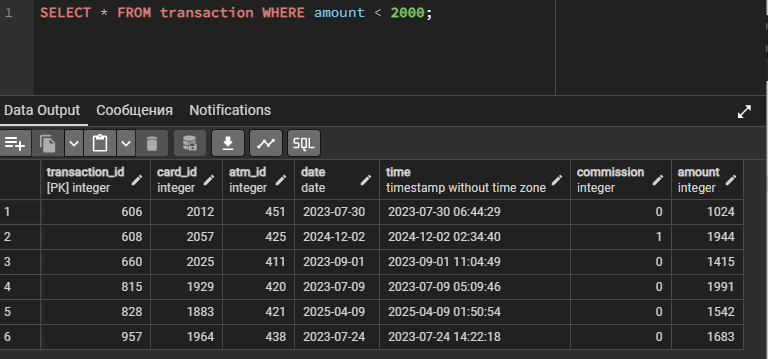 1 SELECT * FROM transaction WHERE amount < 2000;
Data Output Сообщения Notifications
SQL
transaction_id card_id atm_id date time commission amount
[PK] integer integer integer date timestamp without time zone integer integer
1 606 2012 451 2023-07-30 2023-07-30 06:44:29 0 1024
2 608 2057 425 2024-12-02 2024-12-02 02:34:40 1 1944
3 660 2025 411 2023-09-01 2023-09-01 11:04:49 0 1415
4 815 1929 420 2023-07-09 2023-07-09 05:09:46 0 1991
5 828 1883 421 2025-04-09 2025-04-09 01:50:54 0 1542
6 957 1964 438 2023-07-24 2023-07-24 14:22:18 0 1683